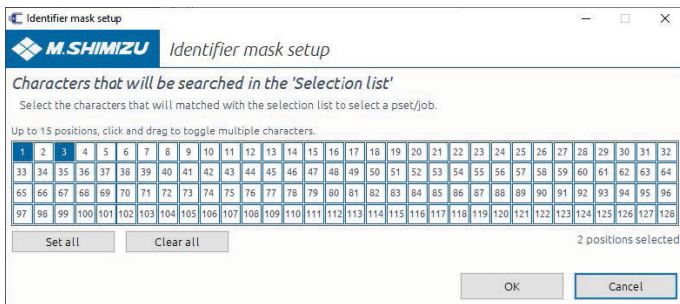 Identifier mask setup
M.SHIMIZU Identifier mask setup
Characters that will be searched in the 'Selection list'
Select the characters that will matched with the selection list to select a pset/job.
Up to 15 positions, click and drag to toggle multiple characters.
1 2 3 4 5 6 7 8 9 10 11 12 13 14 15 16 17 18 19 20 21 22 23 24 25 26 27 28 29 30 31 32
33 34 35 36 37 38 39 40 41 42 43 44 45 46 47 48 49 50 51 52 53 54 55 56 57 58 59 60 61 62 63 64
65 66 67 68 69 70 71 72 73 74 75 76 77 78 79 80 81 82 83 84 85 86 87 88 89 90 91 92 93 94 95 96
97 98 99 100 101 102 103 104 105 106 107 108 109 110 111 112 113 114 115 116 117 118 119 120 121 122 123 124 125 126 127 128
Set all Clear all 2 positions selected
OK Cancel